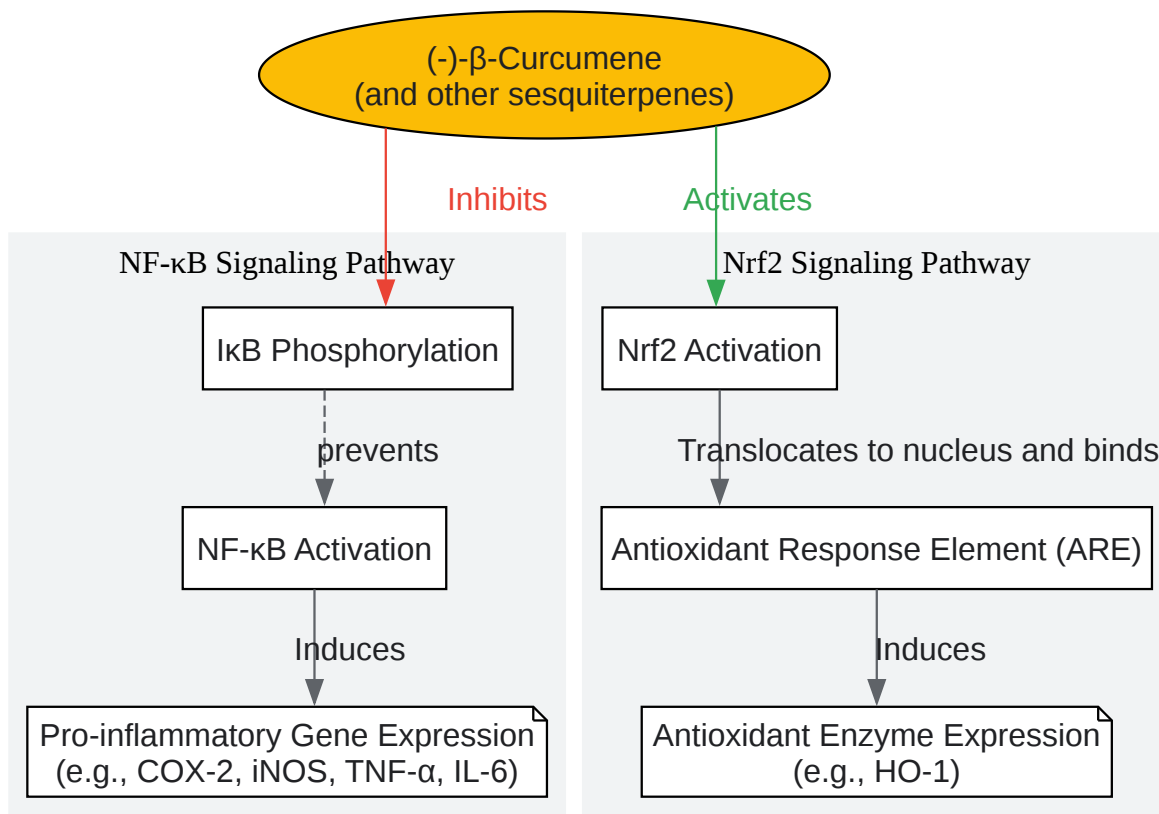 (-)-β-Curcumene
(and other sesquiterpenes)
Inhibits
Activates
NF-κB Signaling Pathway
Nrf2 Signaling Pathway
IκB Phosphorylation
Nrf2 Activation
prevents
Translocates to nucleus and binds
NF-κB Activation
Antioxidant Response Element (ARE)
Induces
Induces
Pro-inflammatory Gene Expression
(e.g., COX-2, iNOS, TNF-α, IL-6)
Antioxidant Enzyme Expression
(e.g., HO-1)